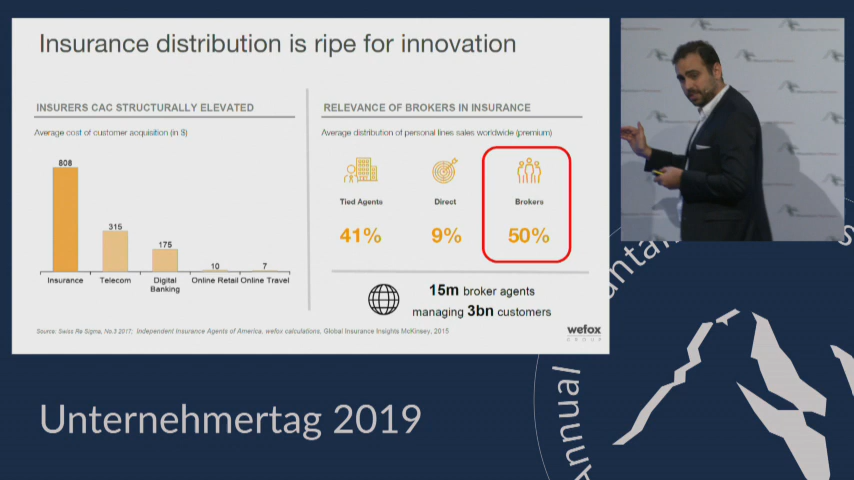 Insurance distribution is ripe for innovation
INSURERS CAC STRUCTURALLY ELEVATED
Average cost of customer acquisition (in $)
808
315
175
10
7
Insurance
Telecom
Digital Banking
Online Retail
Online Travel
RELEVANCE OF BROKERS IN INSURANCE
Average distribution of personal lines sales worldwide (premium)
Tied Agents
Direct
Brokers
41%
9%
50%
15m broker agents
managing 3bn customers
Source: Swiss Re Sigma, No.3 2017; Independent Insurance Agents of America, wefox calculations, Global Insurance Insights McKinsey, 2015
wefox
GROUP
Unternehmertag 2019
Annual